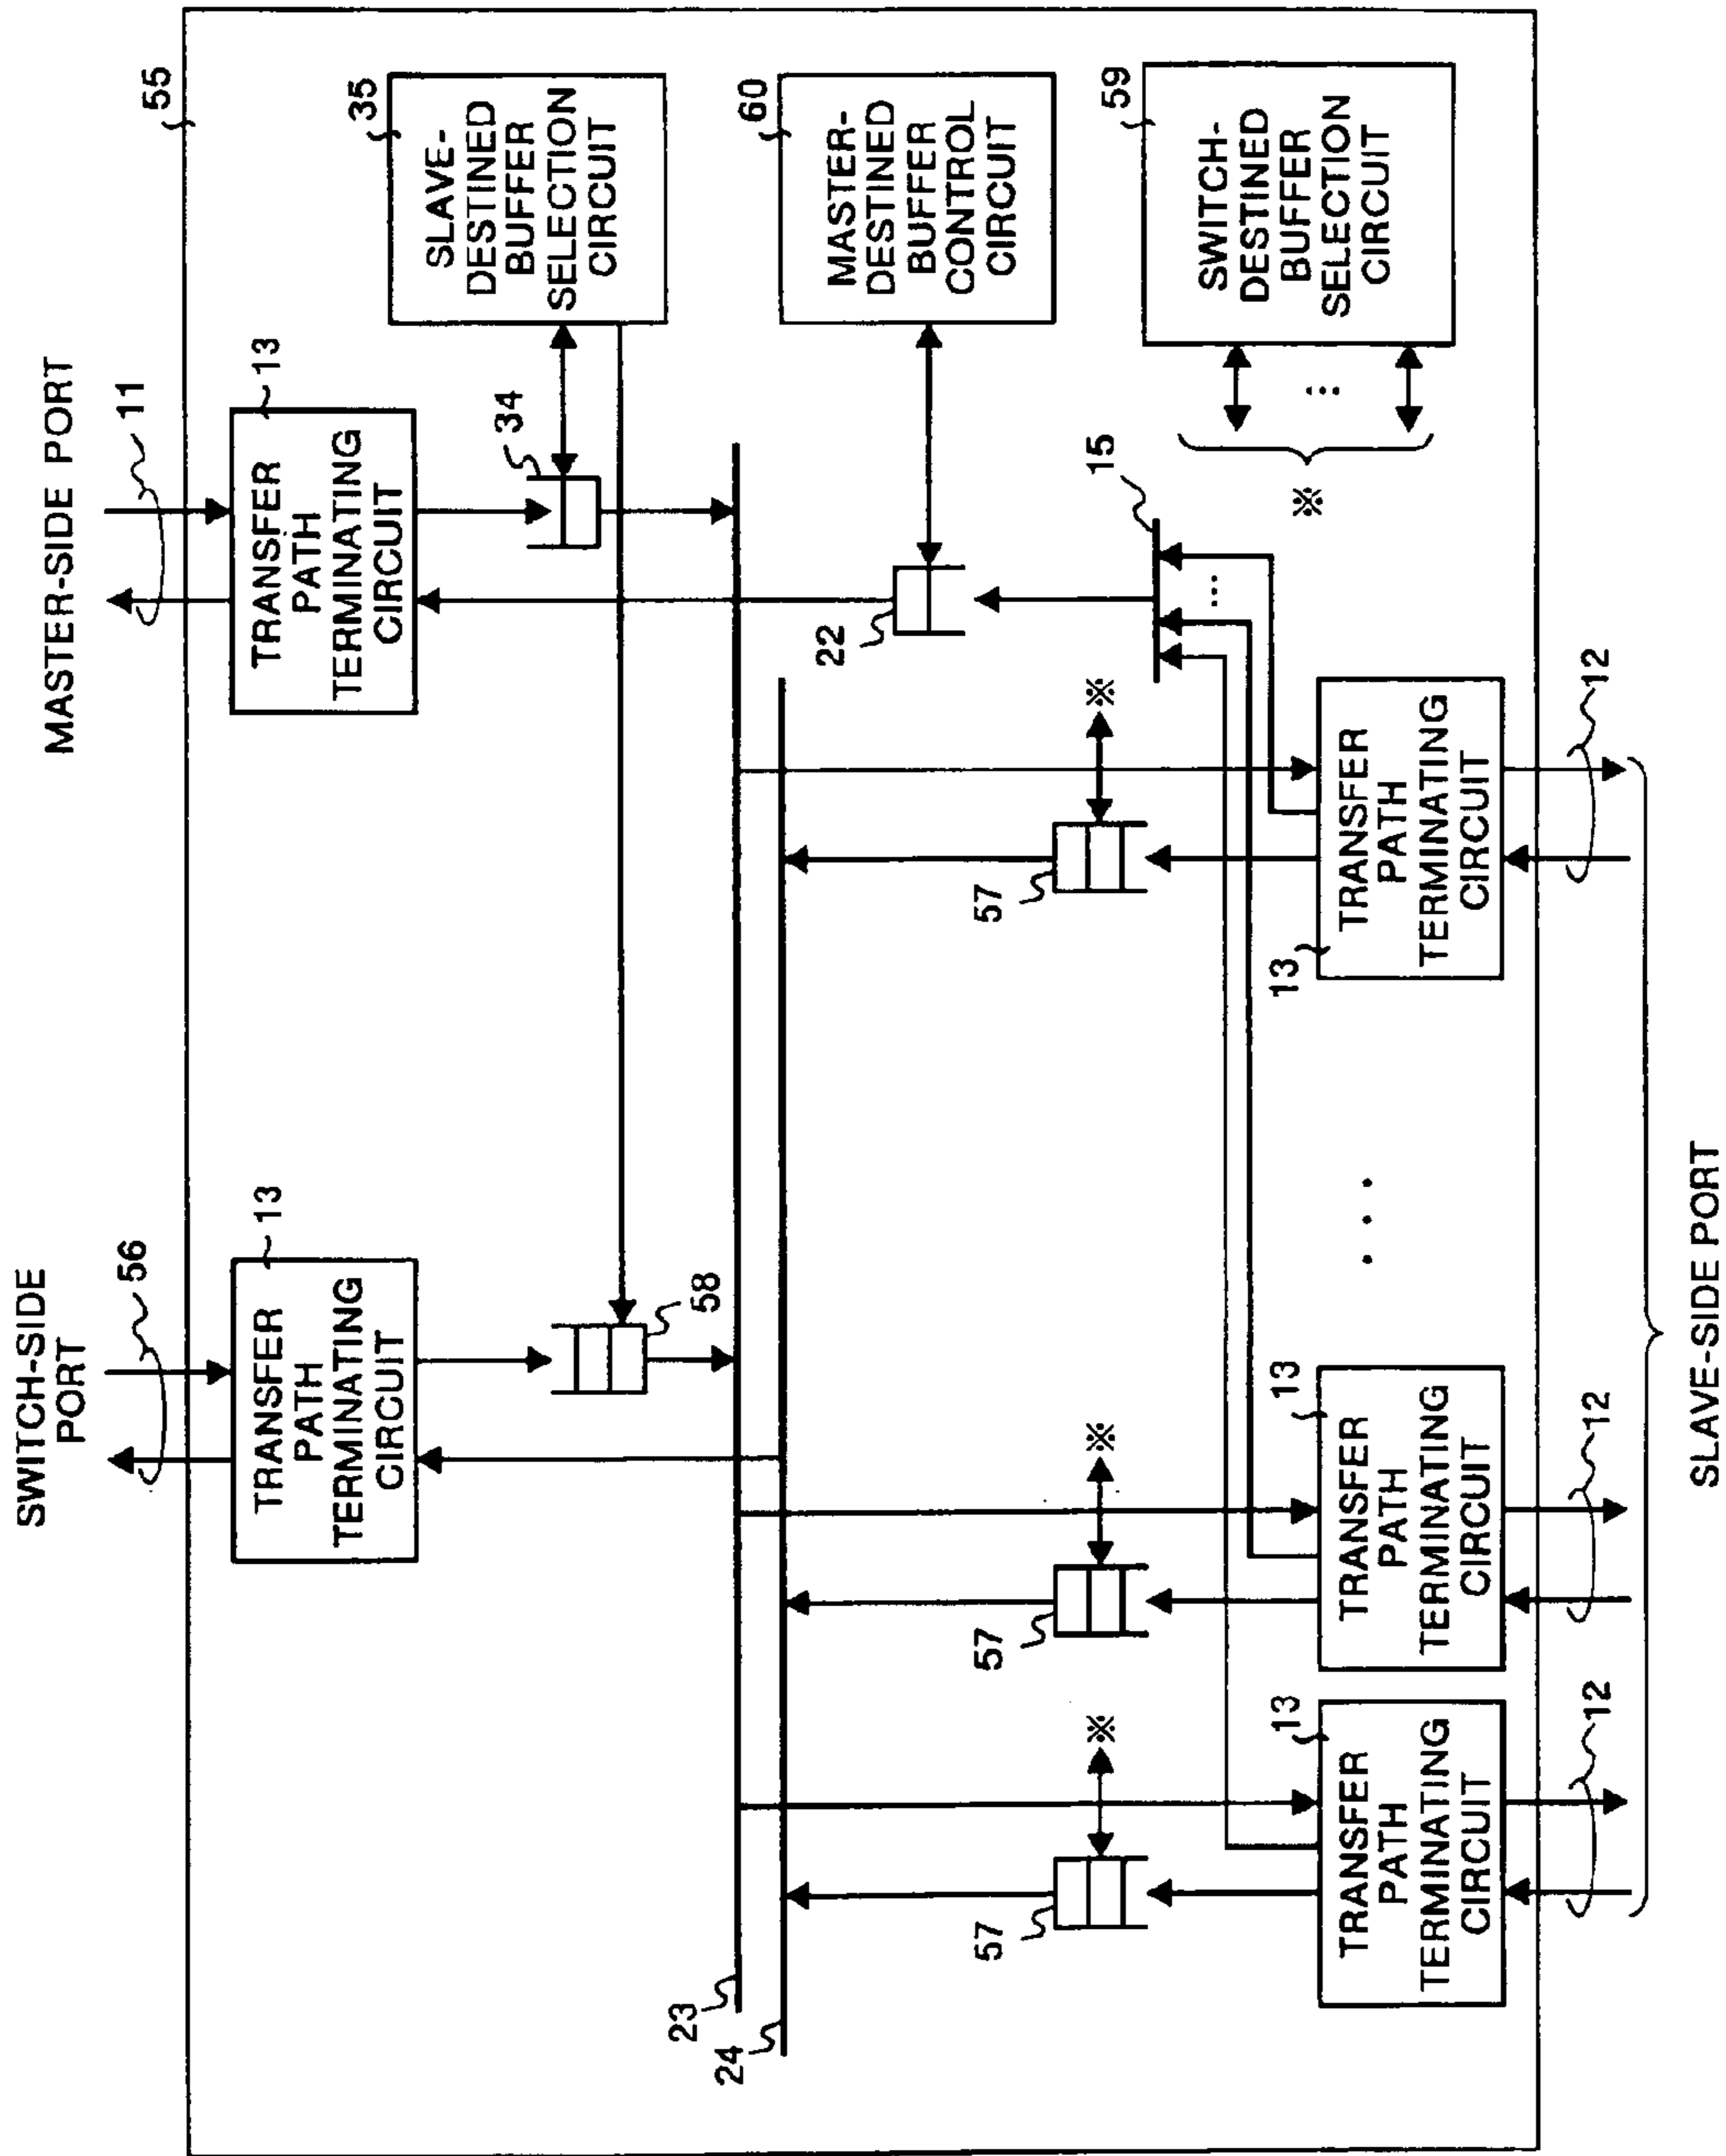 SWITCH-SIDE
PORT
MASTER-SIDE PORT
56
11
55
13
TRANSFER
PATH
TERMINATING
CIRCUIT
13
TRANSFER
PATH
TERMINATING
CIRCUIT
35
SLAVE-
DESTINED
BUFFER
SELECTION
CIRCUIT
58
34
23
24
60
MASTER-
DESTINED
BUFFER
CONTROL
CIRCUIT
22
57
※
57
※
57
※
15
...
※
...
59
SWITCH-
DESTINED
BUFFER
SELECTION
CIRCUIT
13
TRANSFER
PATH
TERMINATING
CIRCUIT
13
TRANSFER
PATH
TERMINATING
CIRCUIT
...
13
TRANSFER
PATH
TERMINATING
CIRCUIT
12
12
12
SLAVE-SIDE PORT